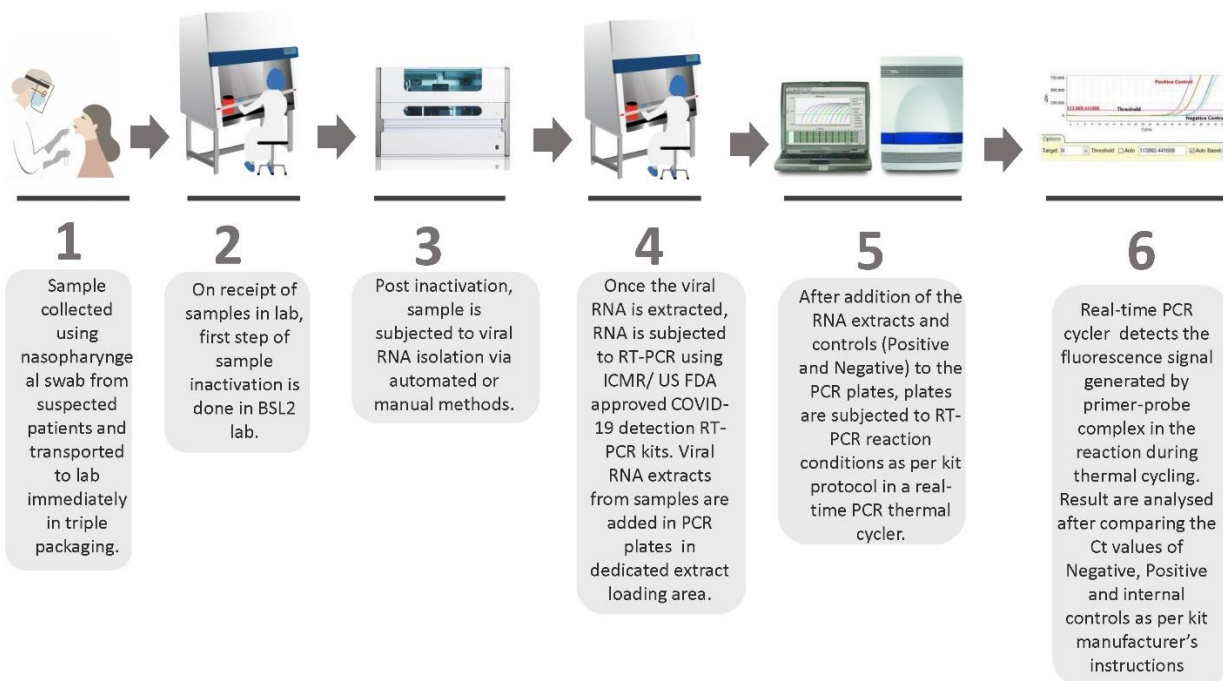 Positive Control
Threshold
Negative Control
Cycle
Options
Target: N Threshold: Auto Auto Baseli
1
Sample
collected
using
nasopharynge
al swab from
suspected
patients and
transported
to lab
immediately
in triple
packaging.
2
On receipt of
samples in lab,
first step of
sample
inactivation is
done in BSL2
lab.
3
Post inactivation,
sample is
subjected to viral
RNA isolation via
automated or
manual methods.
4
Once the viral
RNA is extracted,
RNA is subjected
to RT-PCR using
ICMR/ US FDA
approved COVID-
19 detection RT-
PCR kits. Viral
RNA extracts
from samples are
added in PCR
plates in
dedicated extract
loading area.
5
After addition of the
RNA extracts and
controls (Positive
and Negative) to the
PCR plates, plates
are subjected to RT-
PCR reaction
conditions as per kit
protocol in a real-
time PCR thermal
cycler.
6
Real-time PCR
cycler detects the
fluorescence signal
generated by
primer-probe
complex in the
reaction during
thermal cycling.
Result are analysed
after comparing the
Ct values of
Negative, Positive
and internal
controls as per kit
manufacturer's
instructions